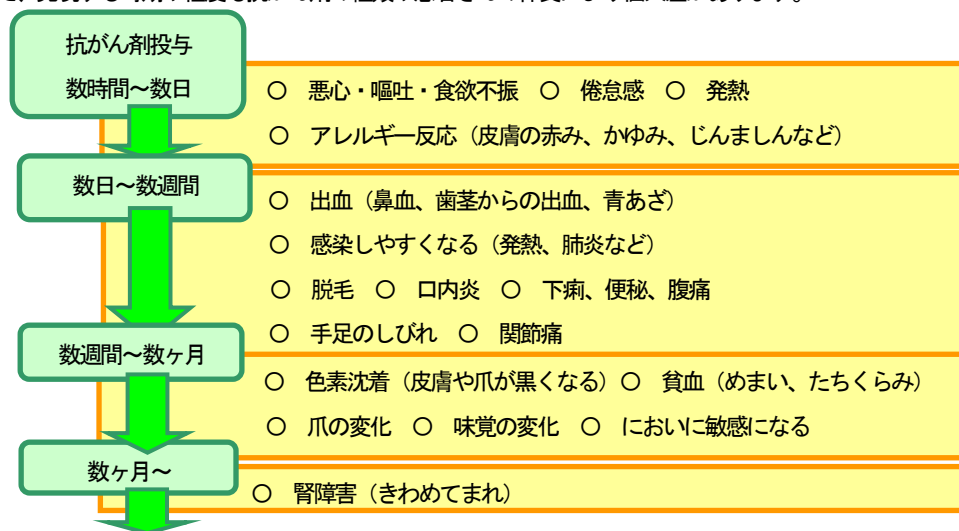 抗がん剤投与
数時間～数日
○ 悪心・嘔吐・食欲不振 ○ 倦怠感 ○ 発熱
○ アレルギー反応（皮膚の赤み、かゆみ、じんましんなど）
数日～数週間
○ 出血（鼻血、歯茎からの出血、青あざ）
○ 感染しやすくなる（発熱、肺炎など）
○ 脱毛 ○ 口内炎 ○ 下痢、便秘、腹痛
○ 手足のしびれ ○ 関節痛
数週間～数ヶ月
○ 色素沈着（皮膚や爪が黒くなる）○ 貧血（めまい、たちくらみ）
○ 爪の変化 ○ 味覚の変化 ○ においに敏感になる
数ヶ月～
○ 腎障害（きわめてまれ）